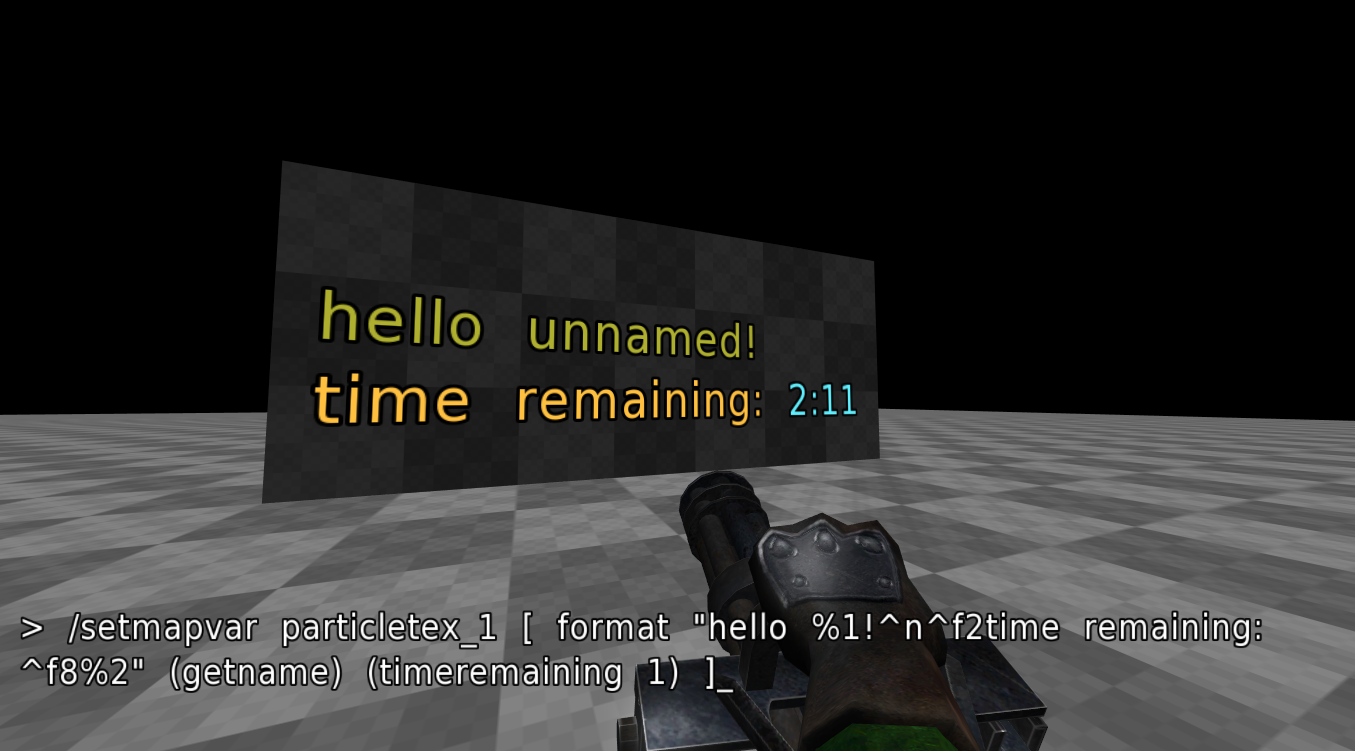 hello unnamed!
time remaining: 2:11
> /setmapvar particletex_1 [ format "hello %1!^n^f2time remaining:
^f8%2" (getname) (timeremaining 1) ]_